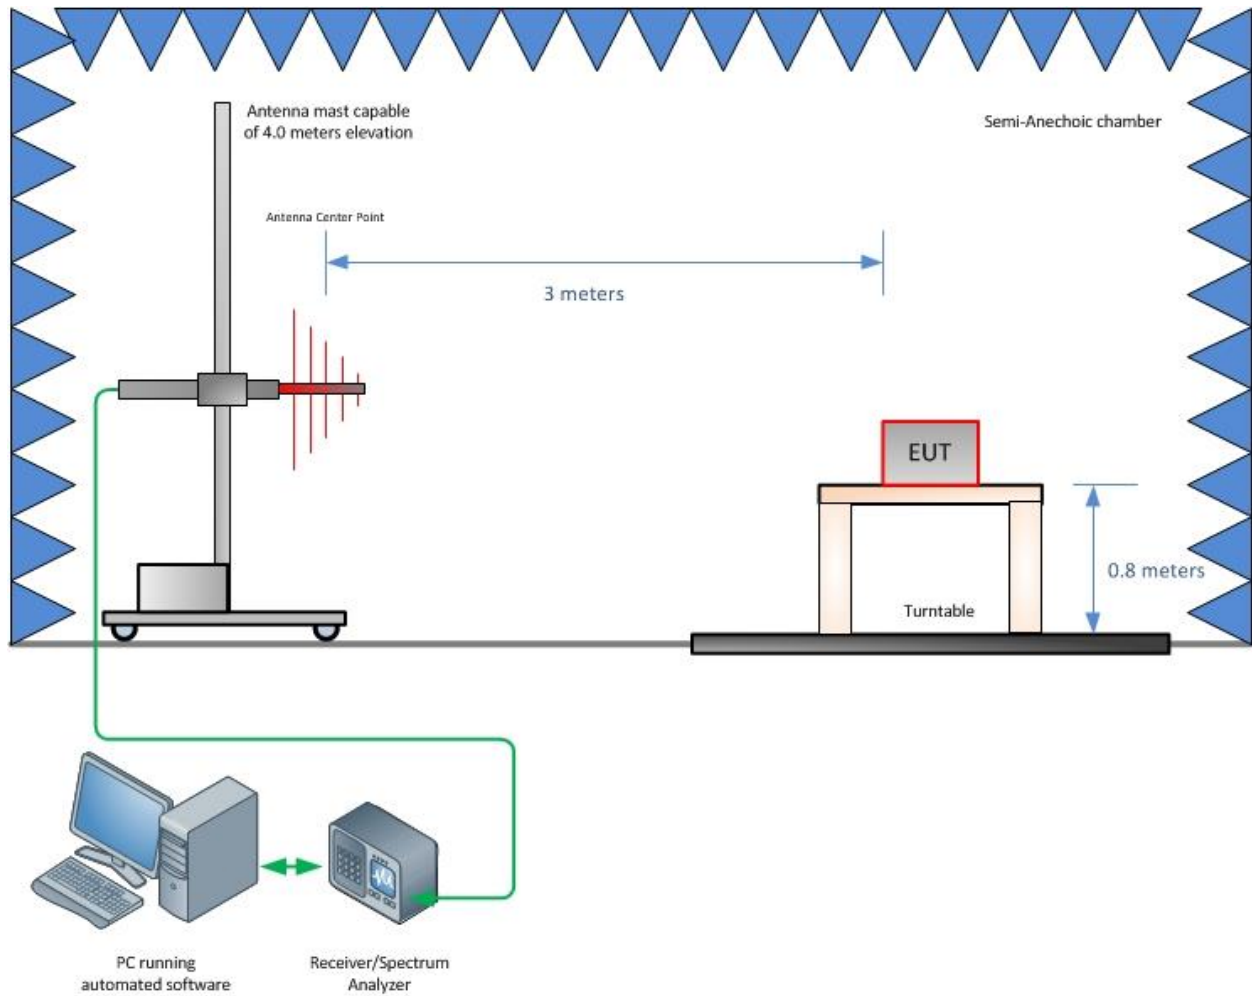 Antenna mast capable
of 4.0 meters elevation
Semi-Anechoic chamber
Antenna Center Point
3 meters
EUT
0.8 meters
Turntable
PC running
automated software
Receiver/Spectrum
Analyzer